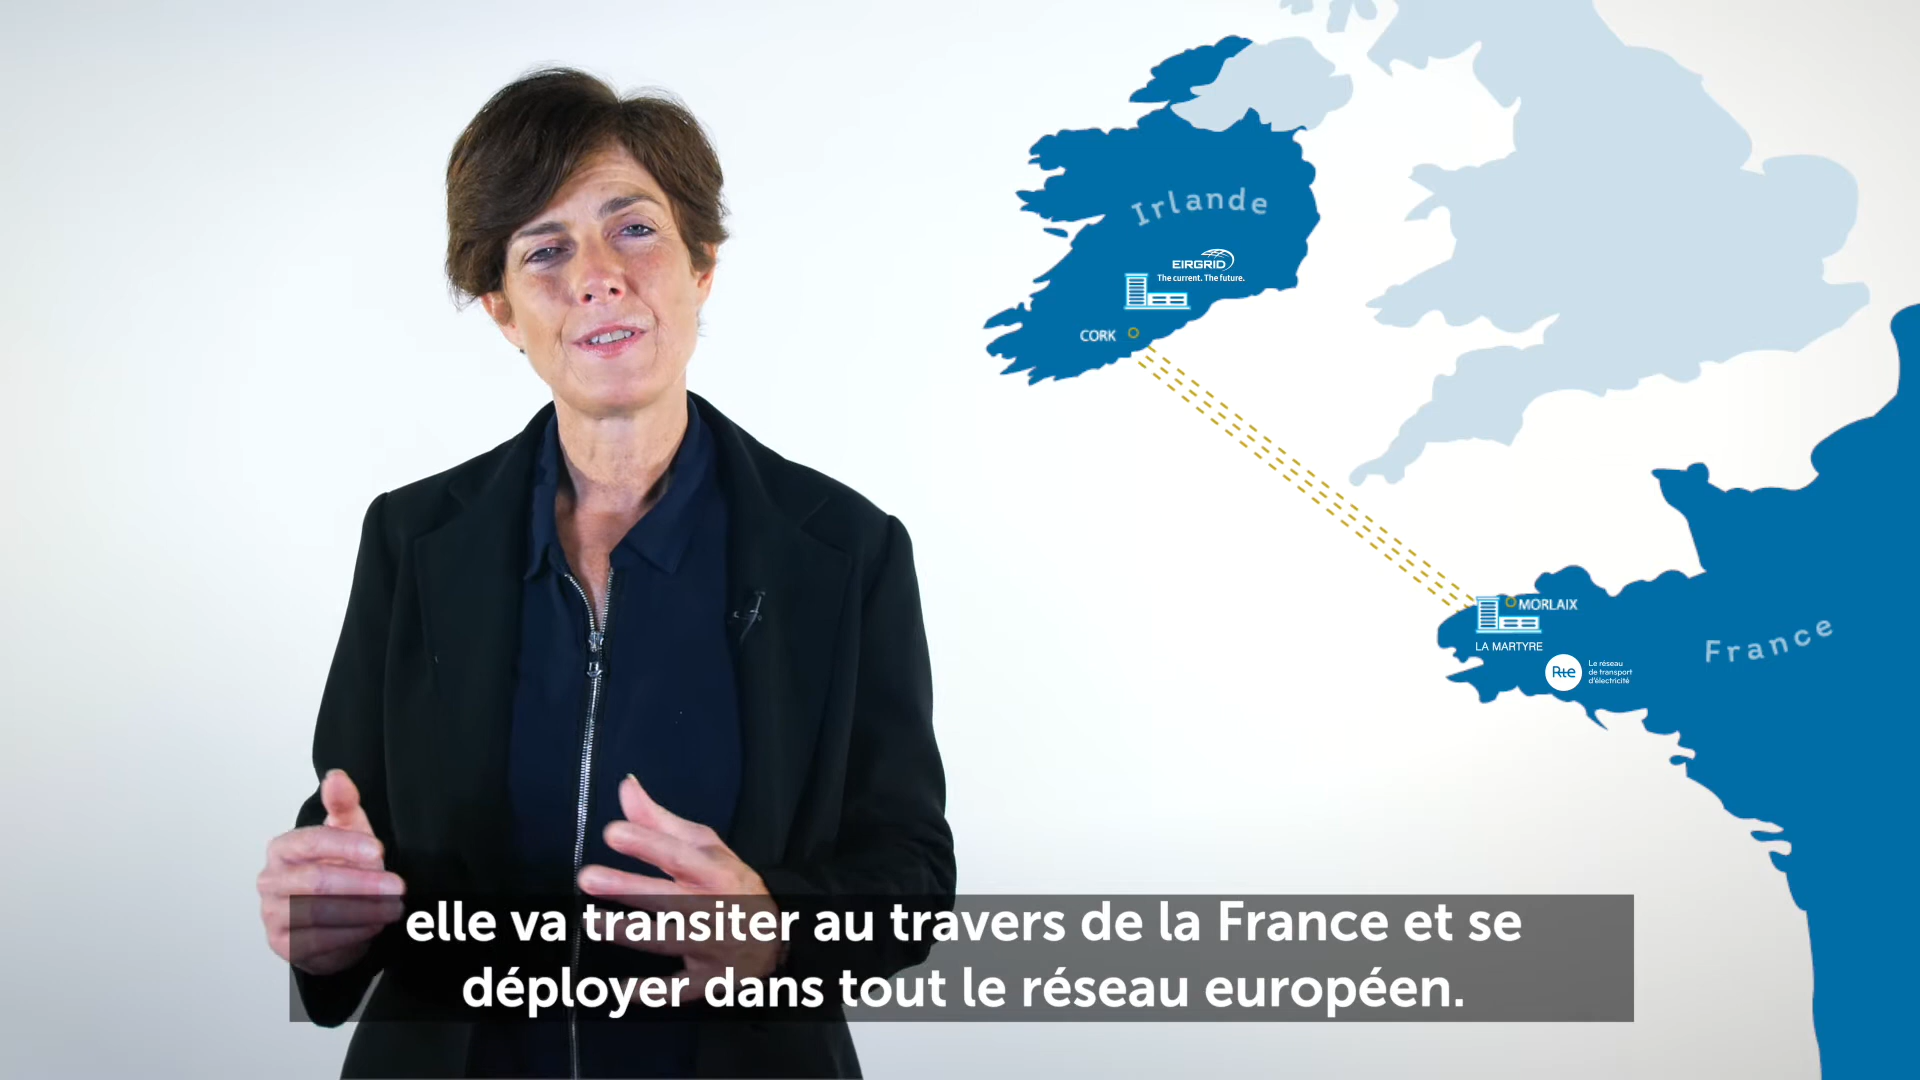 Irlande
EIRGRID
The current. The future.
CORK
MORLAIX
LA MARTYRE
France
Rte
Le réseau
de transport
d'électricité
elle va transiter au travers de la France et se
déployer dans tout le réseau européen.